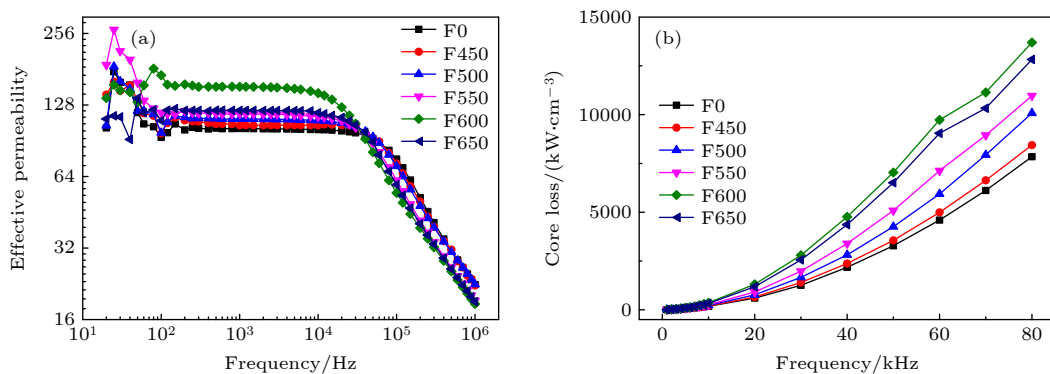 (a)
Effective permeability
256
128
64
32
16
10¹ 10² 10³ 10⁴ 10⁵ 10⁶
Frequency/Hz
F0
F450
F500
F550
F600
F650
(b)
Core loss/(kW·cm⁻³)
15000
10000
5000
0
0 20 40 60 80
Frequency/kHz
F0
F450
F500
F550
F600
F650